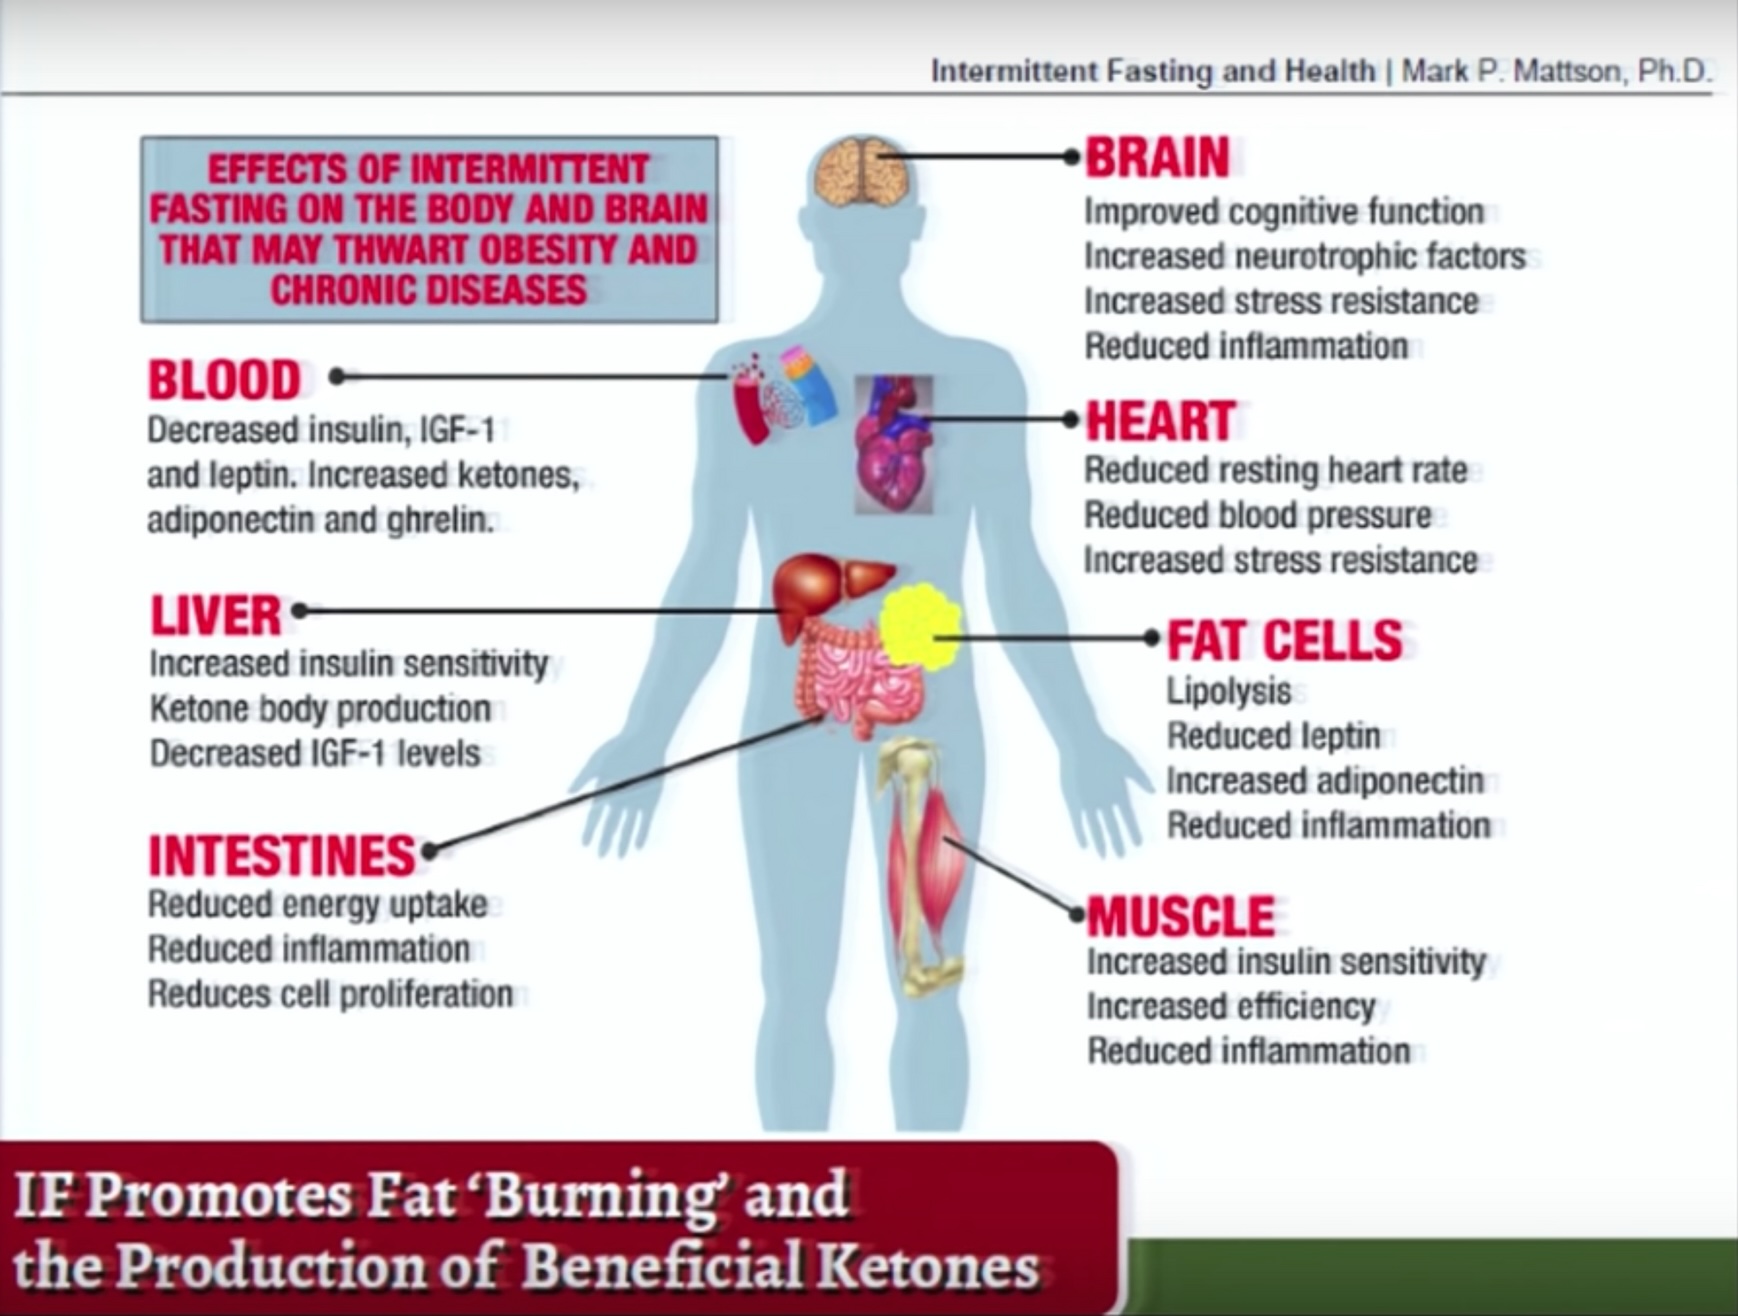 Intermittent Fasting and Health | Mark P. Mattson, Ph.D.
EFFECTS OF INTERMITTENT
FASTING ON THE BODY AND BRAIN
THAT MAY THWART OBESITY AND
CHRONIC DISEASES
BLOOD
Decreased insulin, IGF-1
and leptin. Increased ketones,
adiponectin and ghrelin.
LIVER
Increased insulin sensitivity
Ketone body production
Decreased IGF-1 levels
INTESTINES
Reduced energy uptake
Reduced inflammation
Reduces cell proliferation
BRAIN
Improved cognitive function
Increased neurotrophic factors
Increased stress resistance
Reduced inflammation
HEART
Reduced resting heart rate
Reduced blood pressure
Increased stress resistance
FAT CELLS
Lipolysis
Reduced leptin
Increased adiponectin
Reduced inflammation
MUSCLE
Increased insulin sensitivity
Increased efficiency
Reduced inflammation
IF Promotes Fat ‘Burning’ and
the Production of Beneficial Ketones